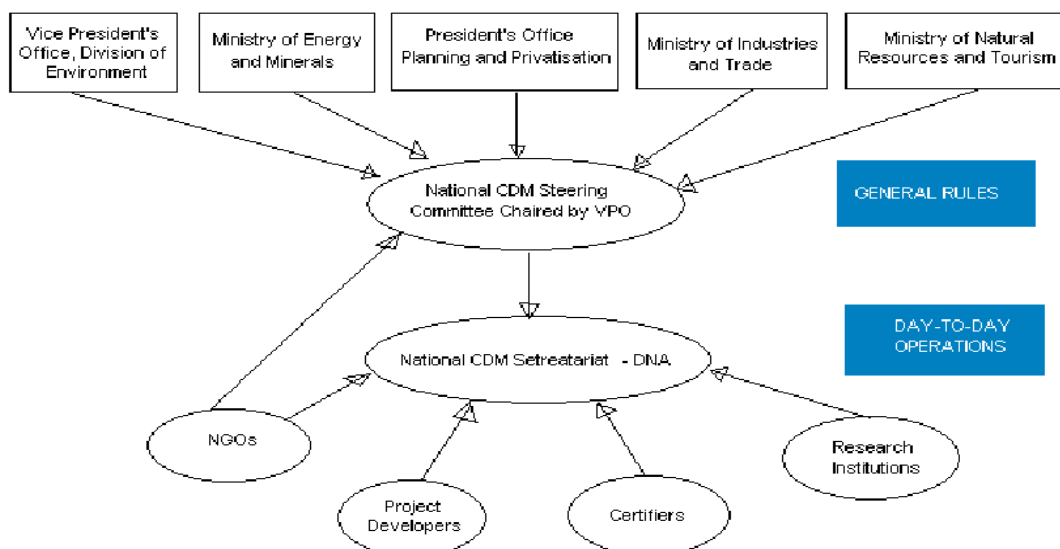 Vice President's
Office, Division of
Environment
Ministry of Energy
and Minerals
President's Office
Planning and Privatisation
Ministry of Industries
and Trade
Ministry of Natural
Resources and Tourism
National CDM Steering
Committee Chaired by VPO
GENERAL RULES
National CDM Setreatariat - DNA
DAY-TO-DAY
OPERATIONS
NGOs
Project
Developers
Certifiers
Research
Institutions